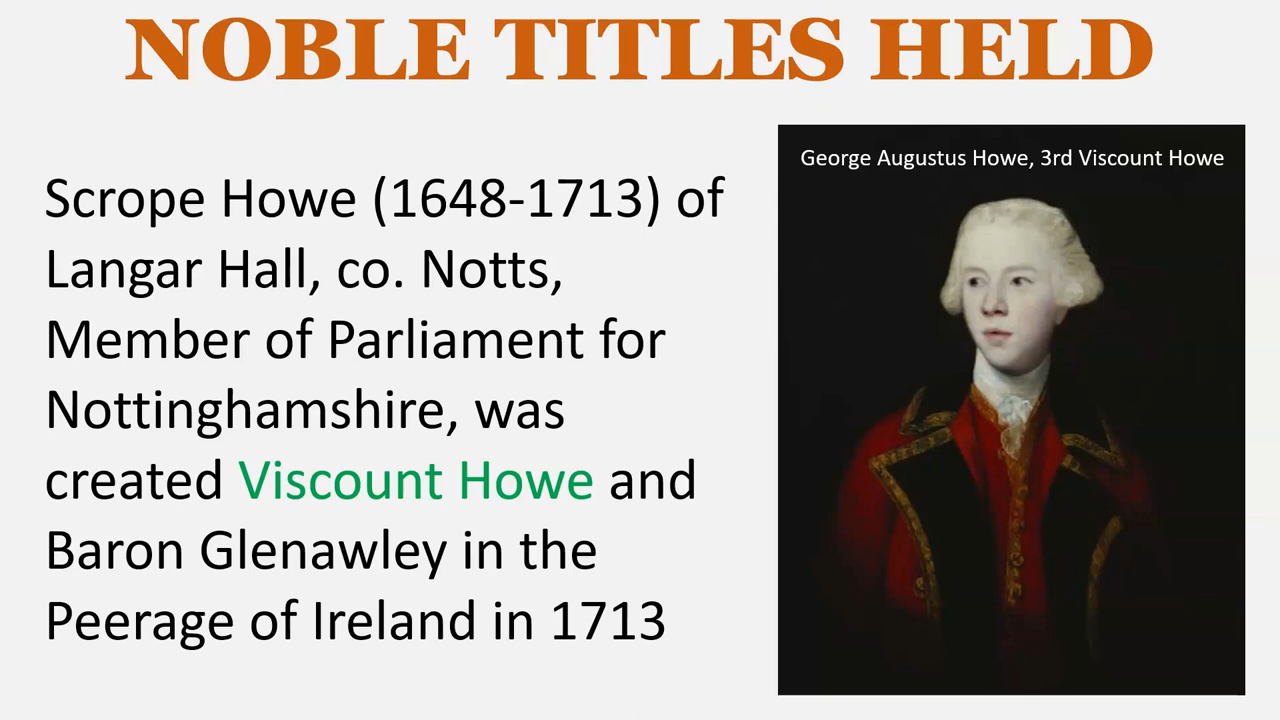 NOBLE TITLES HELD
George Augustus Howe, 3rd Viscount Howe
Scrope Howe (1648-1713) of
Langar Hall, co. Notts,
Member of Parliament for
Nottinghamshire, was
created Viscount Howe and
Baron Glenawley in the
Peerage of Ireland in 1713